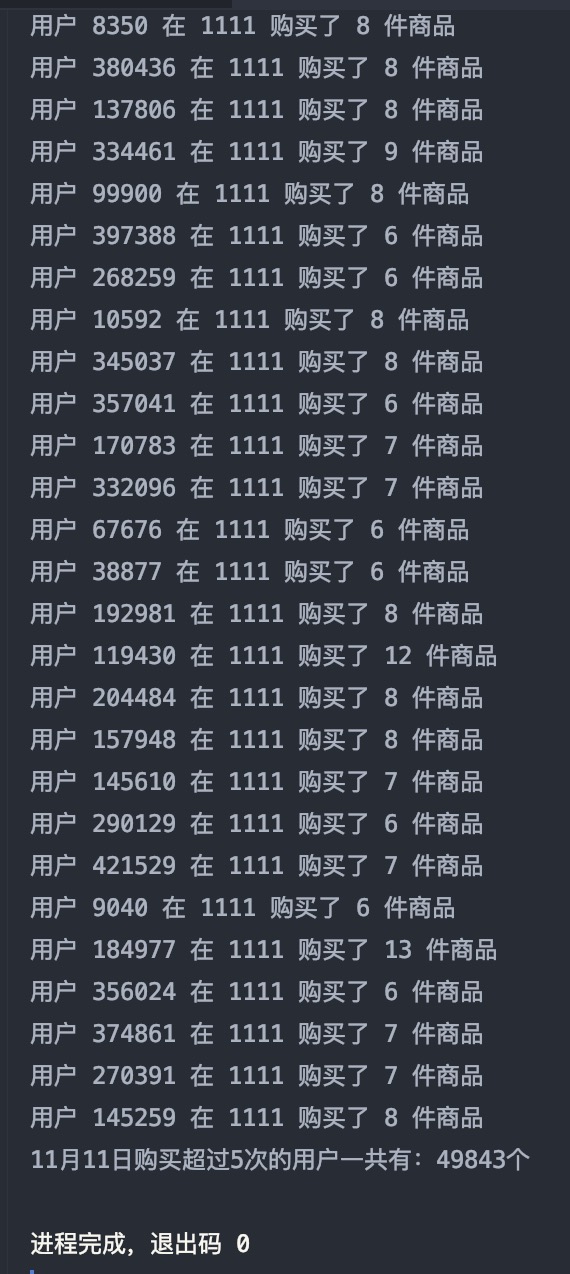 用户 8350 在 1111 购买了 8 件商品
用户 380436 在 1111 购买了 8 件商品
用户 137806 在 1111 购买了 8 件商品
用户 334461 在 1111 购买了 9 件商品
用户 99900 在 1111 购买了 8 件商品
用户 397388 在 1111 购买了 6 件商品
用户 268259 在 1111 购买了 6 件商品
用户 10592 在 1111 购买了 8 件商品
用户 345037 在 1111 购买了 8 件商品
用户 357041 在 1111 购买了 6 件商品
用户 170783 在 1111 购买了 7 件商品
用户 332096 在 1111 购买了 7 件商品
用户 67676 在 1111 购买了 6 件商品
用户 38877 在 1111 购买了 6 件商品
用户 192981 在 1111 购买了 8 件商品
用户 119430 在 1111 购买了 12 件商品
用户 204484 在 1111 购买了 8 件商品
用户 157948 在 1111 购买了 8 件商品
用户 145610 在 1111 购买了 7 件商品
用户 290129 在 1111 购买了 6 件商品
用户 421529 在 1111 购买了 7 件商品
用户 9040 在 1111 购买了 6 件商品
用户 184977 在 1111 购买了 13 件商品
用户 356024 在 1111 购买了 6 件商品
用户 374861 在 1111 购买了 7 件商品
用户 270391 在 1111 购买了 7 件商品
用户 145259 在 1111 购买了 8 件商品
11月11日购买超过5次的用户一共有：49843个
进程完成，退出码 0